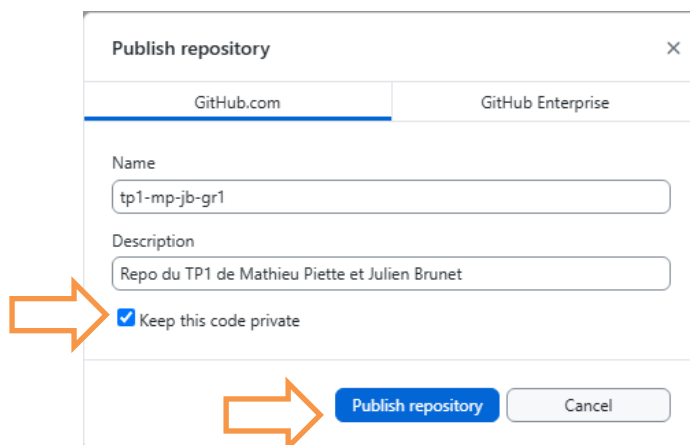 Publish repository
GitHub.com
GitHub Enterprise
Name
tp1-mp-jb-gr1
Description
Repo du TP1 de Mathieu Piette et Julien Brunet
Keep this code private
Publish repository
Cancel